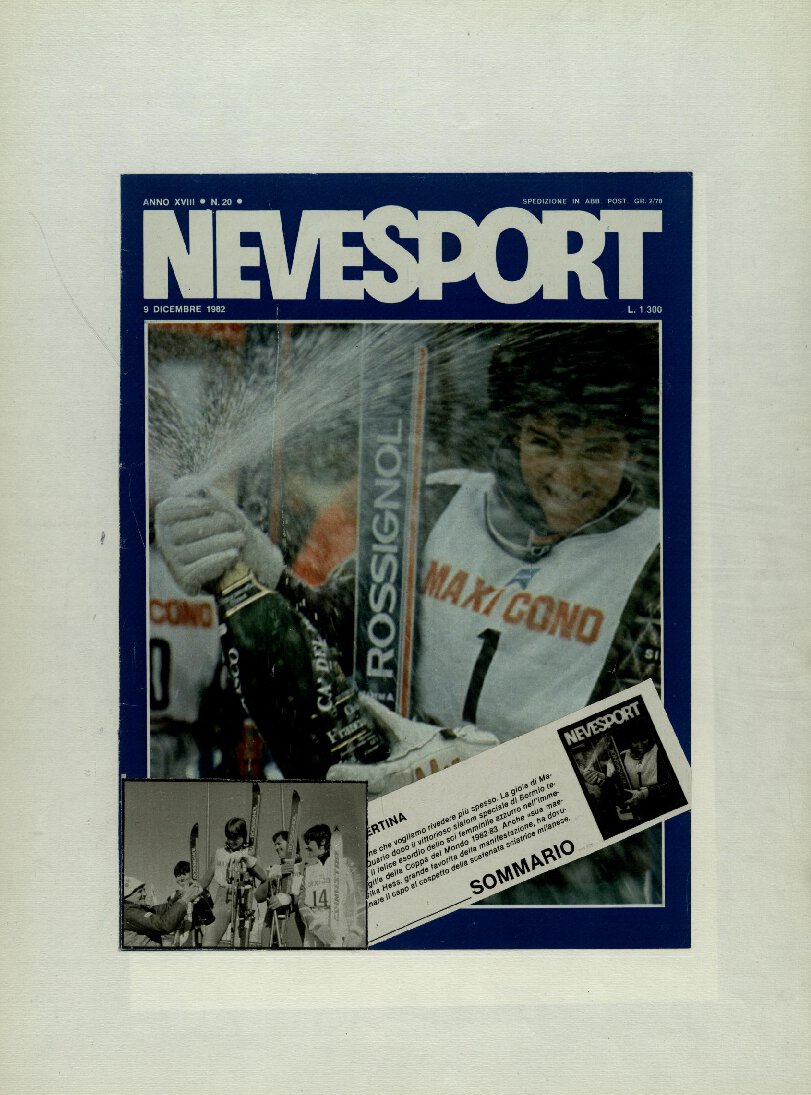 ANNO XVIII • N. 20 •
SPEDIZIONE IN ABB. POST. GR. 2/70
NEVESPORT
9 DICEMBRE 1982
L. 1.300
ROSSIGNOL
MAXI CONO
1
CONO
0
CA' DEL
ERTINA
ne che vogliamo rivedere più spesso. La gioia di Ma-
Quario dopo il vittorioso slalom speciale di Bormio te-
il felice esordio dello sci femminile azzurro nell'imme-
gilia della Coppa del Mondo 1982-83. Anche «sua mae-
rika Hess, grande favorita della manifestazione, ha dovu-
nare il capo al cospetto della scatenata sciatrice milanese.
SOMMARIO
NEVESPORT
14